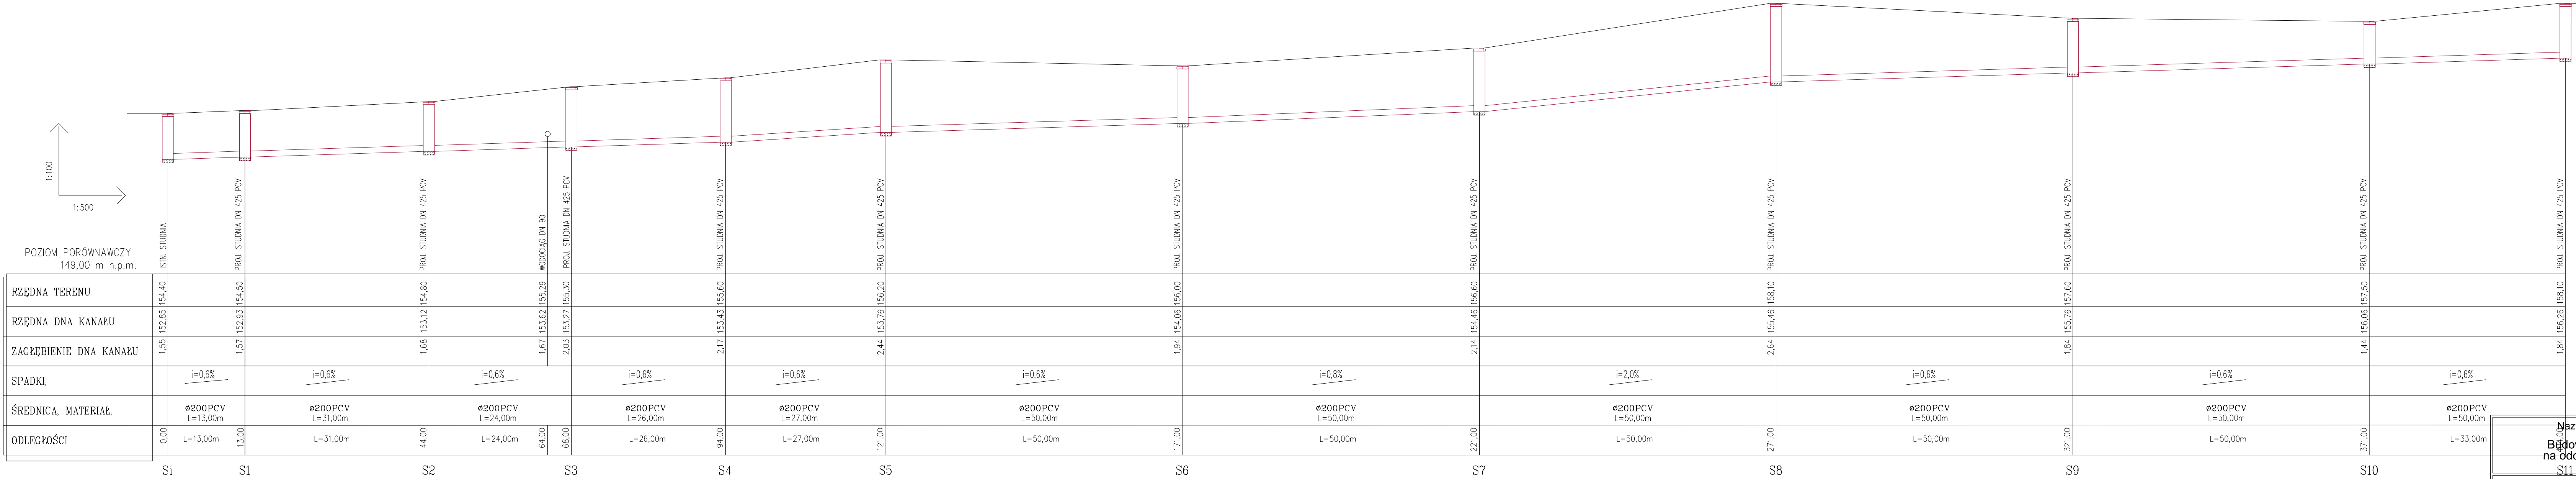 1:100
1:500
POZIOM PORÓWNAWCZY
149,00 m n.p.m.
ISTN. STUDNIA
PROJ. STUDNIA DN 425 PCV
PROJ. STUDNIA DN 425 PCV
WODOCIĄG DN 90
PROJ. STUDNIA DN 425 PCV
PROJ. STUDNIA DN 425 PCV
PROJ. STUDNIA DN 425 PCV
PROJ. STUDNIA DN 425 PCV
PROJ. STUDNIA DN 425 PCV
PROJ. STUDNIA DN 425 PCV
PROJ. STUDNIA DN 425 PCV
PROJ. STUDNIA DN 425 PCV
PROJ. STUDNIA DN 425 PCV
RZĘDNA TERENU 154,40 154,50 154,80 155,29 155,30 155,60 156,20 156,00 156,60 158,10 157,60 157,50 158,10
RZĘDNA DNA KANAŁU 152,85 152,93 153,12 153,62 153,27 153,43 153,76 154,06 154,46 155,46 155,76 156,06 156,26
ZAGŁĘBIENIE DNA KANAŁU 1,55 1,57 1,68 1,67 2,03 2,17 2,44 1,94 2,14 2,64 1,84 1,44 1,84
SPADKI, i=0,6% i=0,6% i=0,6% i=0,6% i=0,6% i=0,6% i=0,8% i=2,0% i=0,6% i=0,6% i=0,6%
ŚREDNICA, MATERIAŁ, ø200PCV ø200PCV ø200PCV ø200PCV ø200PCV ø200PCV ø200PCV ø200PCV ø200PCV ø200PCV ø200PCV
L=13,00m L=31,00m L=24,00m L=26,00m L=27,00m L=50,00m L=50,00m L=50,00m L=50,00m L=50,00m L=50,00m
ODLEGŁOŚCI 0,00 L=13,00m 13,00 L=31,00m 44,00 L=24,00m 64,00 68,00 L=26,00m 94,00 L=27,00m 121,00 L=50,00m 171,00 L=50,00m 221,00 L=50,00m 271,00 L=50,00m 321,00 L=50,00m 371,00 L=33,00m
Si S1 S2 S3 S4 S5 S6 S7 S8 S9 S10 S11
Naz
Budow
na odc